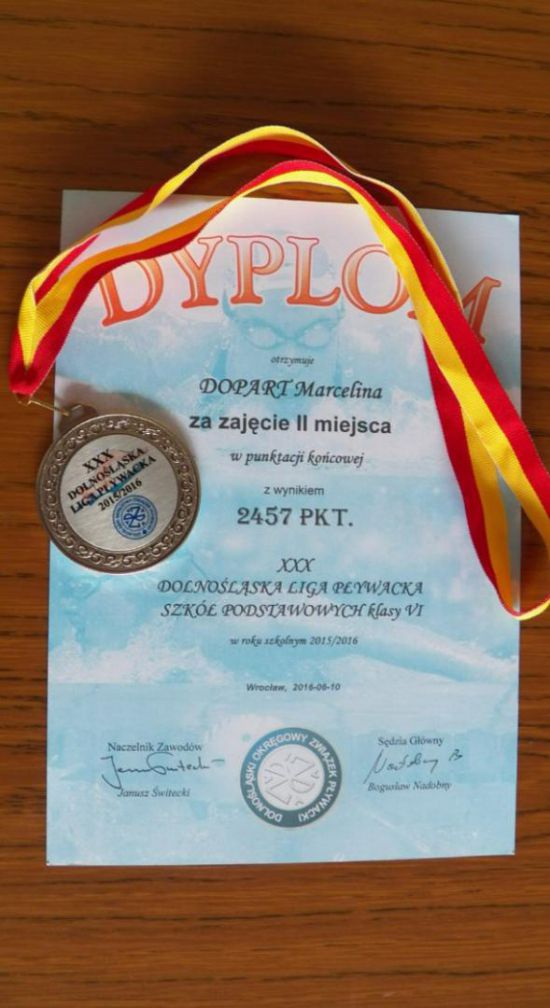 DYPLOM
otrzymuje
DOPART Marcelina
za zajęcie II miejsca
w punktacji końcowej
z wynikiem
2457 PKT.
XXX
DOLNOŚLĄSKA LIGA PŁYWACKA
SZKÓŁ PODSTAWOWYCH klasy VI
w roku szkolnym 2015/2016
Wrocław, 2016-06-10
Naczelnik Zawodów
Janusz Świtecki
Sędzia Główny
Bogusław Nadobny
DOLNOŚLĄSKI OKRĘGOWY ZWIĄZEK PŁYWACKI
XXX
DOLNOŚLĄSKA
LIGA PŁYWACKA
2015/2016